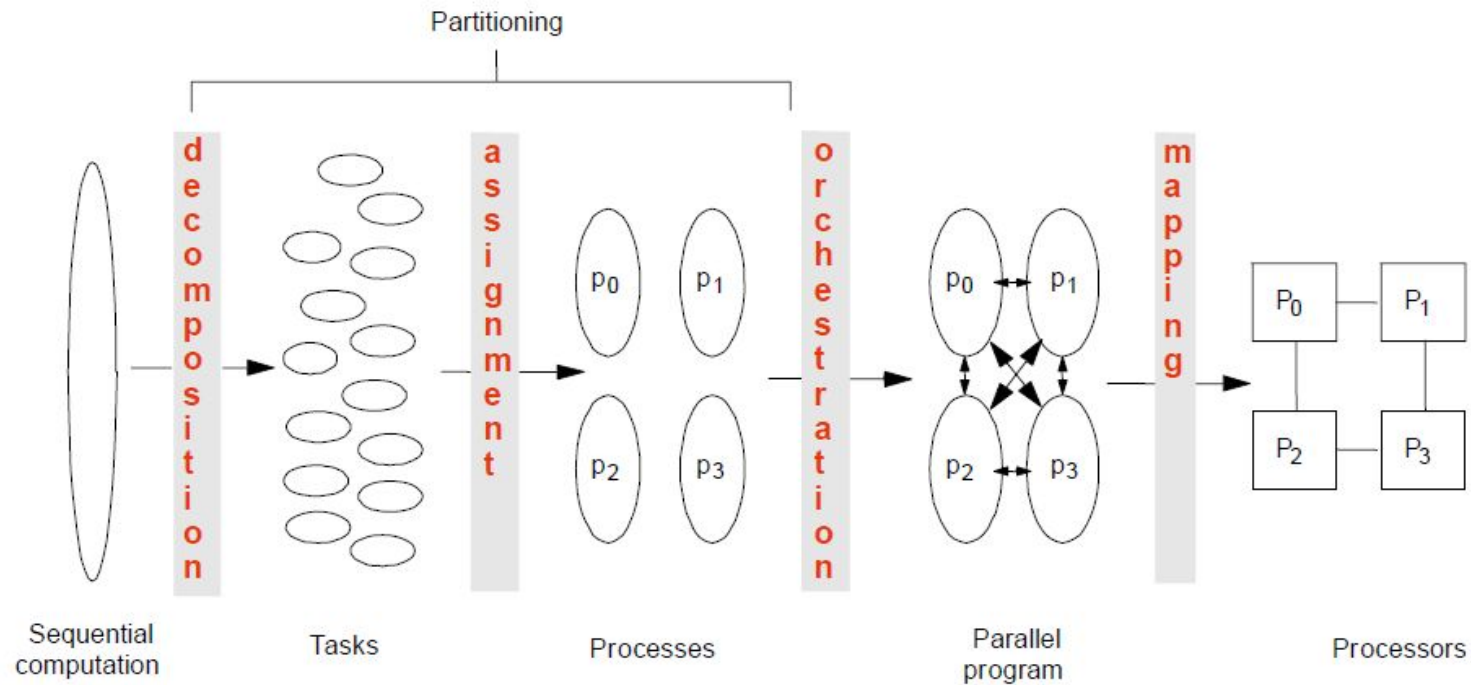 Partitioning
decomposition
assignment
orchestration
mapping
p0
p1
p2
p3
p0
p1
p2
p3
P0
P1
P2
P3
Sequential
computation
Tasks
Processes
Parallel
program
Processors